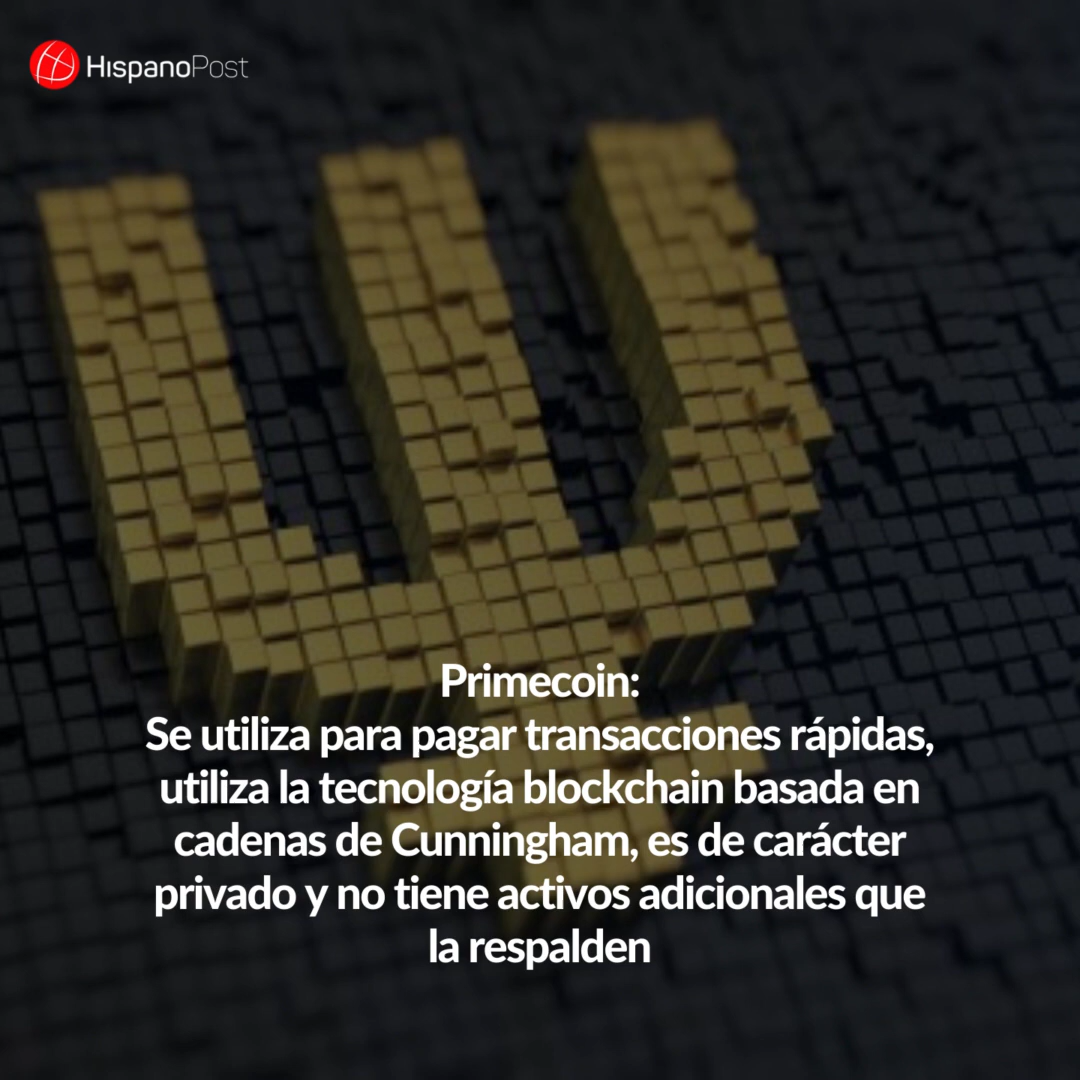 HispanoPost
Primecoin:
Se utiliza para pagar transacciones rápidas,
utiliza la tecnología blockchain basada en
cadenas de Cunningham, es de carácter
privado y no tiene activos adicionales que
la respalden